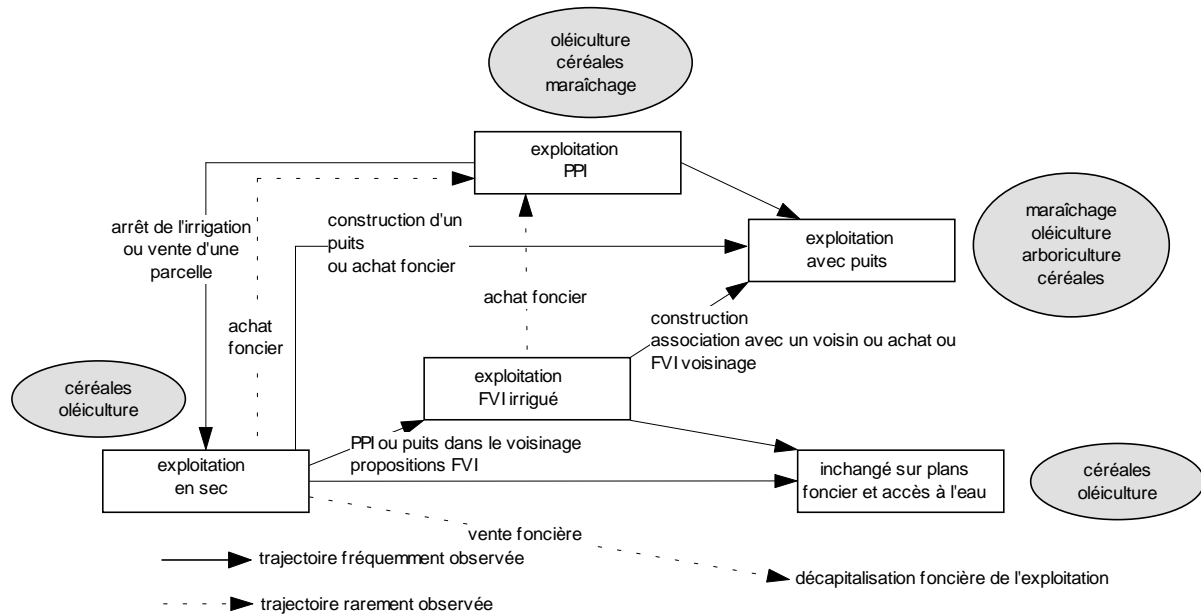 oléiculture
céréales
maraîchage
exploitation
PPI
arrêt de l'irrigation
ou vente d'une
parcelle
construction d'un
puits
ou achat foncier
exploitation
avec puits
maraîchage
oléiculture
arboriculture
céréales
achat
foncier
achat foncier
construction
association avec un voisin ou achat ou
FVI voisinage
céréales
oléiculture
exploitation
FVI irrigué
exploitation
en sec
PPI ou puits dans le voisinage
propositions FVI
inchangé sur plans
foncier et accès à l'eau
céréales
oléiculture
vente foncière
trajectoire fréquemment observée
décapitalisation foncière de l'exploitation
trajectoire rarement observée